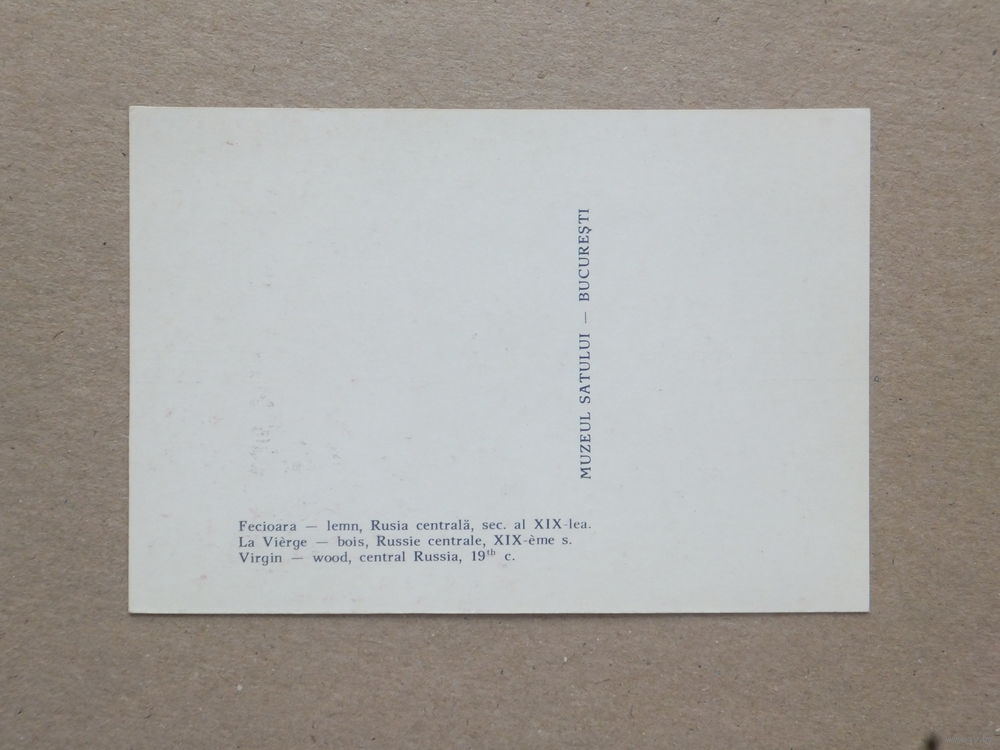 MUZEUL SATULUI — BUCUREȘTI
Fecioara — lemn, Rusia centrală, sec. al XIX-lea.
La Vièrge — bois, Russie centrale, XIX-ème s.
Virgin — wood, central Russia, 19th c.